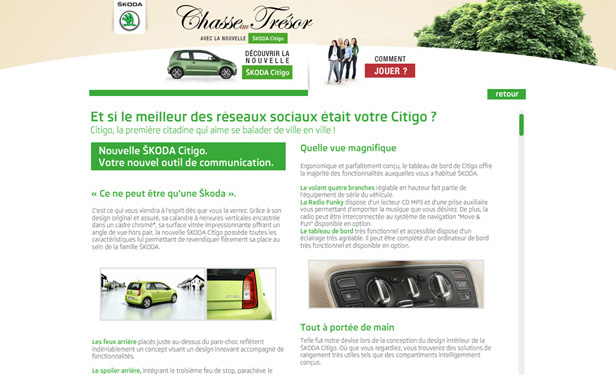 ŠKODA
Chasse au Trésor
AVEC LA NOUVELLE ŠKODA Citigo
DÉCOUVRIR LA
NOUVELLE
ŠKODA Citigo
COMMENT
JOUER ?
retour
Et si le meilleur des réseaux sociaux était votre Citigo ?
Citigo, la première citadine qui aime se balader de ville en ville !
Nouvelle ŠKODA Citigo.
Votre nouvel outil de communication.
« Ce ne peut être qu'une Škoda ».
C'est ce qui vous viendra à l'esprit dès que vous la verrez. Grâce à son
design original et assuré, sa calandre à nervures verticales encastrée
dans un cadre chromé*, sa surface vitrée impressionnante offrant un
angle de vue hors pair, la nouvelle ŠKODA Citigo possède toutes les
caractéristiques lui permettant de revendiquer fièrement sa place au
sein de la famille ŠKODA.
Les feux arrière placés juste au-dessus du pare-choc reflètent
indéniablement un concept visant un design innovant accompagné de
fonctionnalités.
Le spoiler arrière, intégrant le troisième feu de stop, parachève le
Quelle vue magnifique
Ergonomique et parfaitement conçu, le tableau de bord de Citigo offre
la majorité des fonctionnalités auxquelles vous a habitué ŠKODA.
Le volant quatre branches réglable en hauteur fait partie de
l'équipement de série du véhicule.
La Radio Funky dispose d'un lecteur CD MP3 et d'une prise auxiliaire
vous permettant d'emporter la musique que vous désirez. De plus, la
radio peut être interconnectée au système de navigation "Move &
Fun" disponible en option.
Le tableau de bord très fonctionnel et accessible dispose d'un
éclairage très agréable. Il peut être complété d'un ordinateur de bord
très fonctionnel et disponible en option.
Tout à portée de main
Telle fut notre devise lors de la conception du design intérieur de la
ŠKODA Citigo. Où que vous regardiez, vous trouverez des solutions de
rangement très utiles tels que des compartiments intelligemment
conçus.